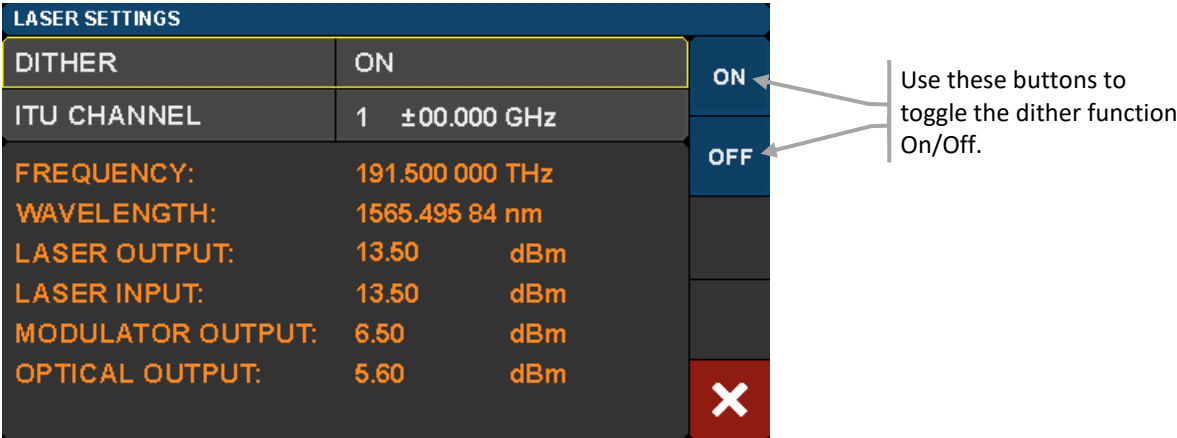 LASER SETTINGS
DITHER ON
ITU CHANNEL 1 ±00.000 GHz
FREQUENCY: 191.500 000 THz
WAVELENGTH: 1565.495 84 nm
LASER OUTPUT: 13.50 dBm
LASER INPUT: 13.50 dBm
MODULATOR OUTPUT: 6.50 dBm
OPTICAL OUTPUT: 5.60 dBm
ON
OFF
Use these buttons to
toggle the dither function
On/Off.